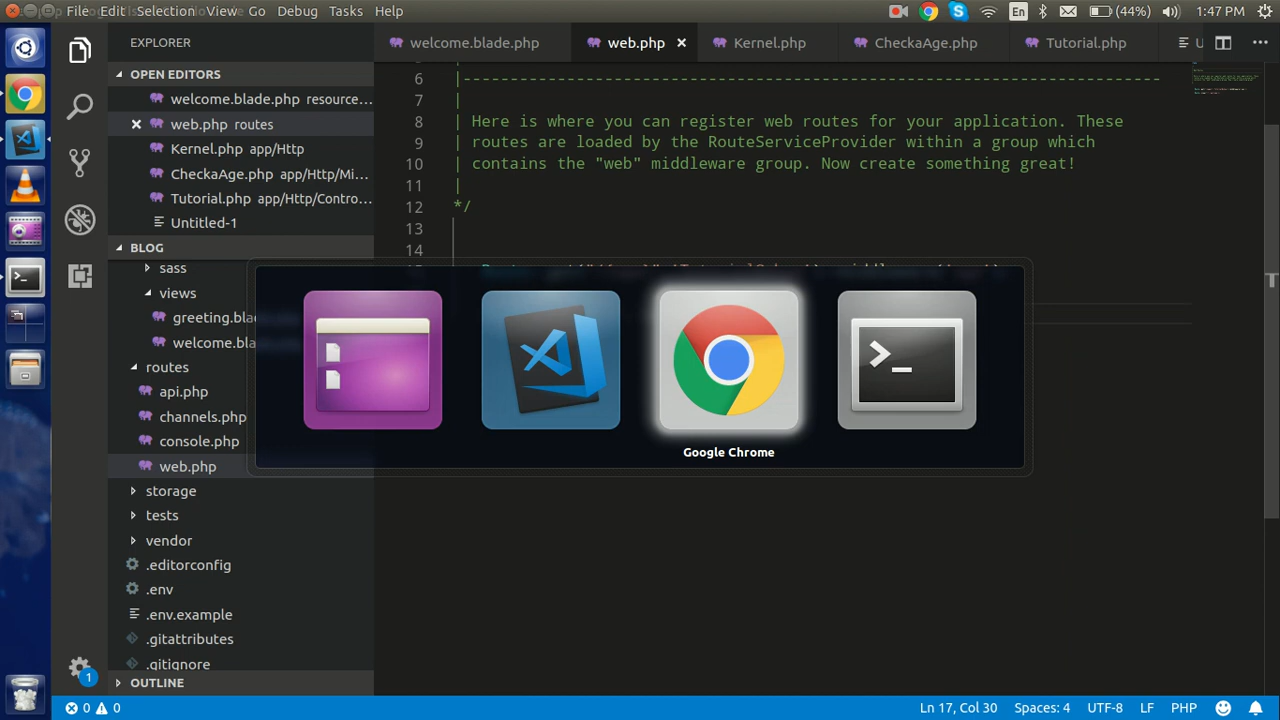 File Edit Selection View Go Debug Tasks Help
En
(44%)
1:47 PM
EXPLORER
welcome.blade.php
web.php
Kernel.php
CheckaAge.php
Tutorial.php
U
OPEN EDITORS
welcome.blade.php resource...
web.php routes
Kernel.php app/Http
CheckaAge.php app/Http/Mi...
Tutorial.php app/Http/Contro...
Untitled-1
BLOG
sass
views
greeting.bla
welcome.bla
routes
api.php
channels.php
console.php
web.php
storage
tests
vendor
.editorconfig
.env
.env.example
.gitattributes
.gitignore
OUTLINE
6 |--------------------------------------------------------------------------
7 |
8 | Here is where you can register web routes for your application. These
9 | routes are loaded by the RouteServiceProvider within a group which
10 | contains the "web" middleware group. Now create something great!
11 |
12 */
13
14
Google Chrome
1
0 0
Ln 17, Col 30
Spaces: 4
UTF-8
LF
PHP